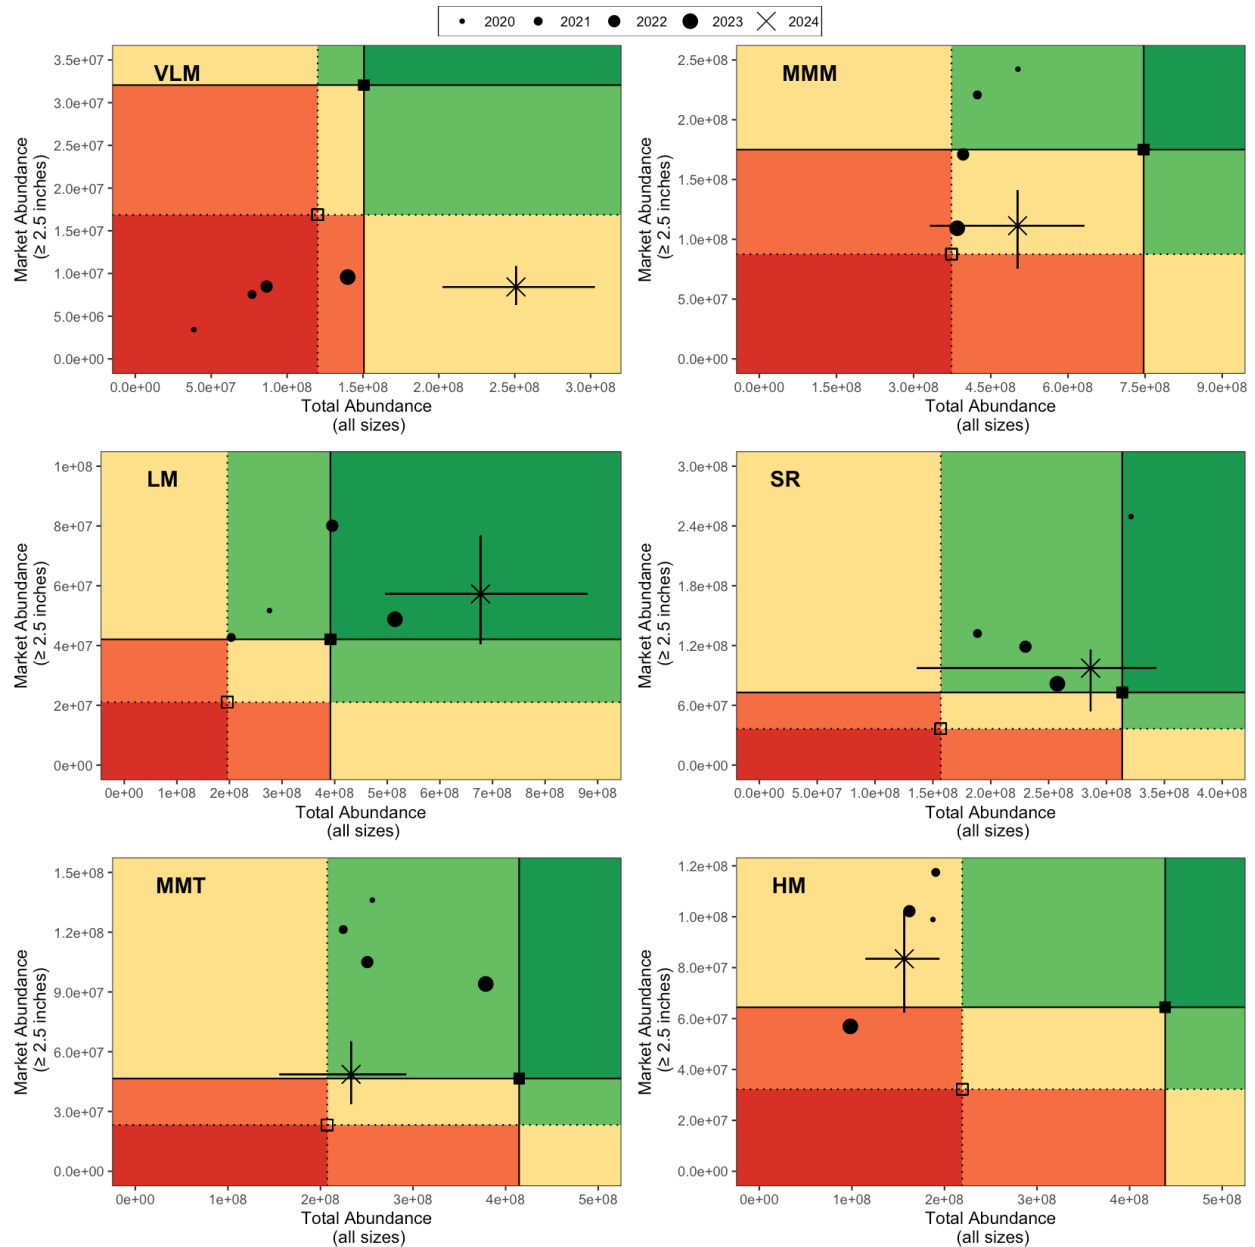 2020 2021 2022 2023 2024
VLM
Market Abundance
(≥ 2.5 inches)
3.5e+07
3.0e+07
2.5e+07
2.0e+07
1.5e+07
1.0e+07
5.0e+06
0.0e+00
0.0e+00 5.0e+07 1.0e+08 1.5e+08 2.0e+08 2.5e+08 3.0e+08
Total Abundance
(all sizes)
MMM
Market Abundance
(≥ 2.5 inches)
2.5e+08
2.0e+08
1.5e+08
1.0e+08
5.0e+07
0.0e+00
0.0e+00 1.5e+08 3.0e+08 4.5e+08 6.0e+08 7.5e+08 9.0e+08
Total Abundance
(all sizes)
LM
Market Abundance
(≥ 2.5 inches)
1e+08
8e+07
6e+07
4e+07
2e+07
0e+00
0e+00 1e+08 2e+08 3e+08 4e+08 5e+08 6e+08 7e+08 8e+08 9e+08
Total Abundance
(all sizes)
SR
Market Abundance
(≥ 2.5 inches)
3.0e+08
2.4e+08
1.8e+08
1.2e+08
6.0e+07
0.0e+00
0.0e+00 5.0e+07 1.0e+08 1.5e+08 2.0e+08 2.5e+08 3.0e+08 3.5e+08 4.0e+08
Total Abundance
(all sizes)
MMT
Market Abundance
(≥ 2.5 inches)
1.5e+08
1.2e+08
9.0e+07
6.0e+07
3.0e+07
0.0e+00
0e+00 1e+08 2e+08 3e+08 4e+08 5e+08
Total Abundance
(all sizes)
HM
Market Abundance
(≥ 2.5 inches)
1.2e+08
1.0e+08
8.0e+07
6.0e+07
4.0e+07
2.0e+07
0.0e+00
0e+00 1e+08 2e+08 3e+08 4e+08 5e+08
Total Abundance
(all sizes)